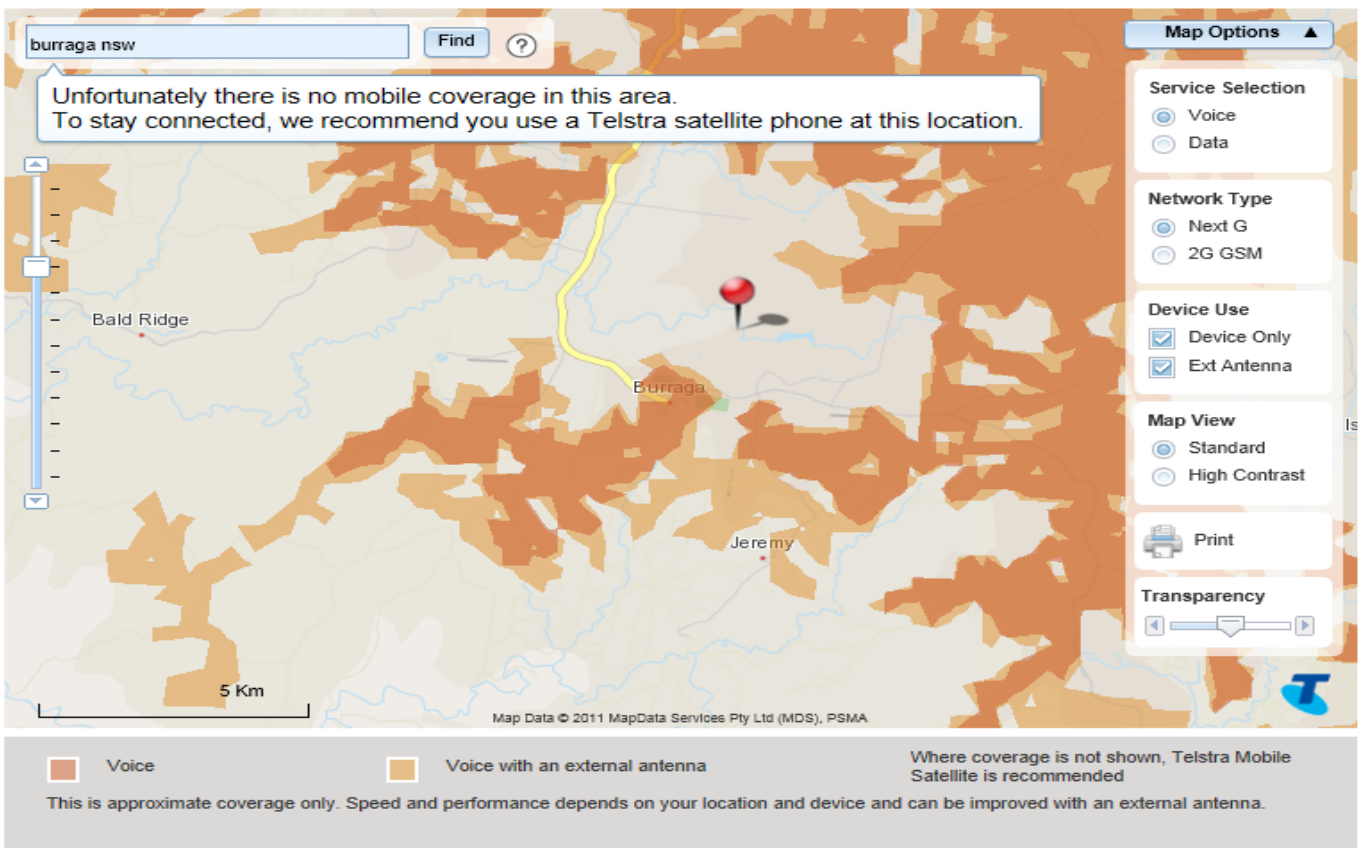 burraga nsw
Find
?
Map Options ▲
Unfortunately there is no mobile coverage in this area.
To stay connected, we recommend you use a Telstra satellite phone at this location.
Service Selection
Voice
Data
Network Type
Next G
2G GSM
Device Use
Device Only
Ext Antenna
Map View
Standard
High Contrast
Print
Transparency
Bald Ridge
Burraga
Jeremy
Is
5 Km
Map Data © 2011 MapData Services Pty Ltd (MDS), PSMA
T
Voice
Voice with an external antenna
Where coverage is not shown, Telstra Mobile
Satellite is recommended
This is approximate coverage only. Speed and performance depends on your location and device and can be improved with an external antenna.